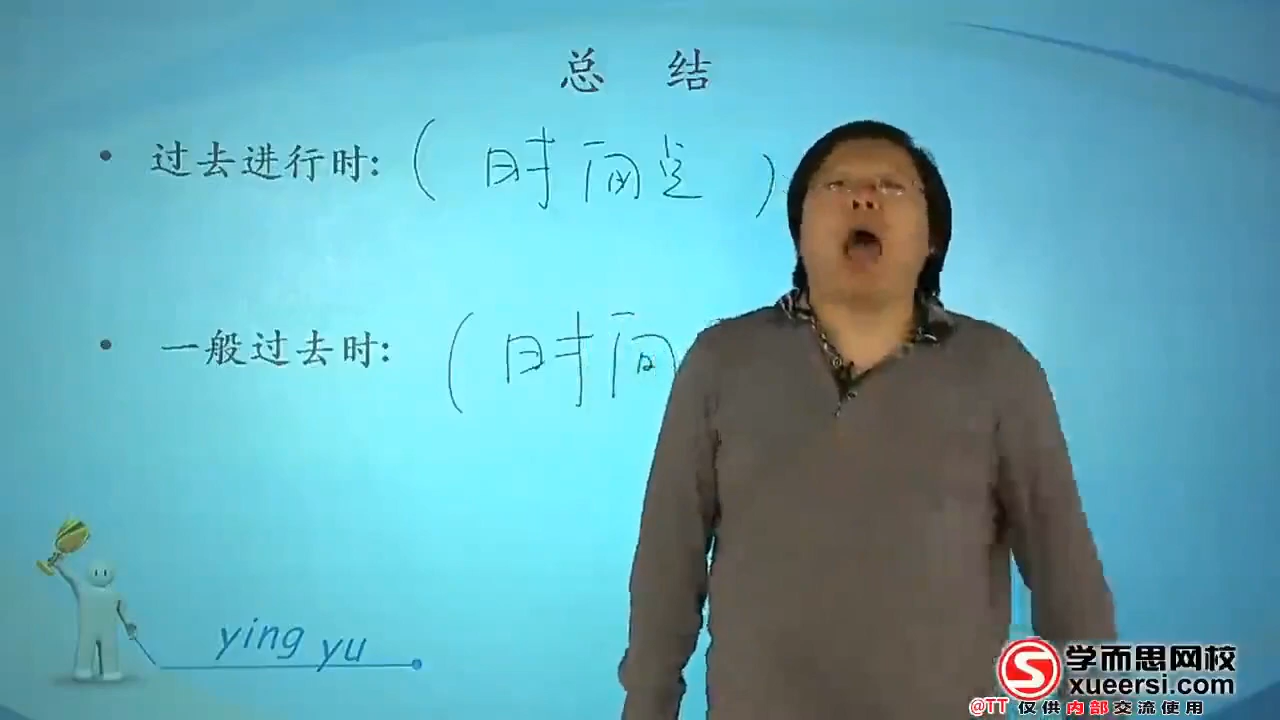 总 结
• 过去进行时: ( 时间点 )
• 一般过去时: ( 时间
ying yu
学而思网校
xueersi.com
@TT 仅供内部交流使用